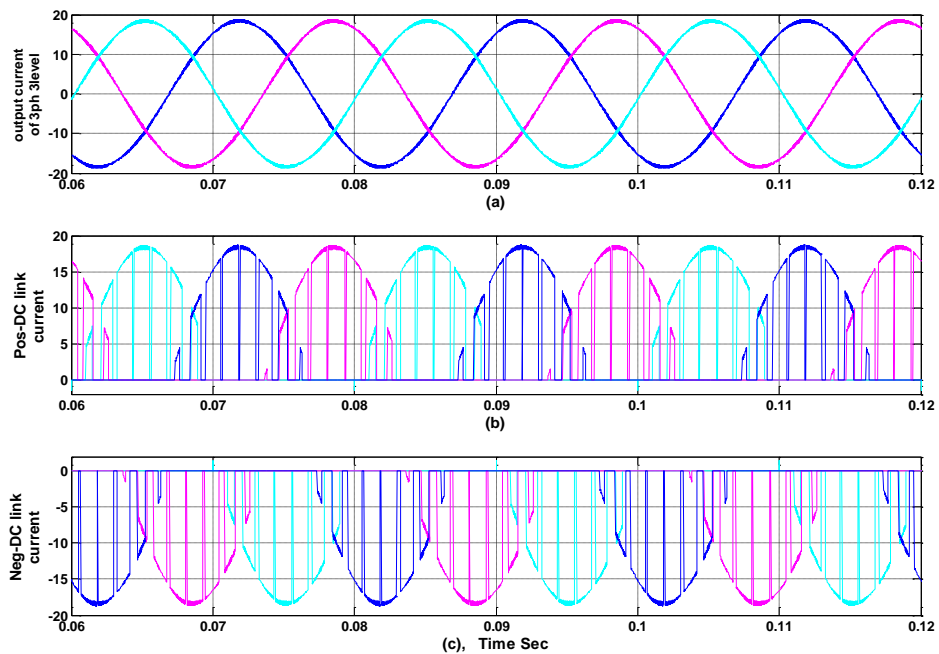 output current
of 3ph 3level
20
10
0
-10
-20
0.06 0.07 0.08 0.09 0.1 0.11 0.12
(a)
Pos-DC link
current
20
15
10
5
0
0.06 0.07 0.08 0.09 0.1 0.11 0.12
(b)
Neg-DC link
current
0
-5
-10
-15
-20
0.06 0.07 0.08 0.09 0.1 0.11 0.12
(c), Time Sec